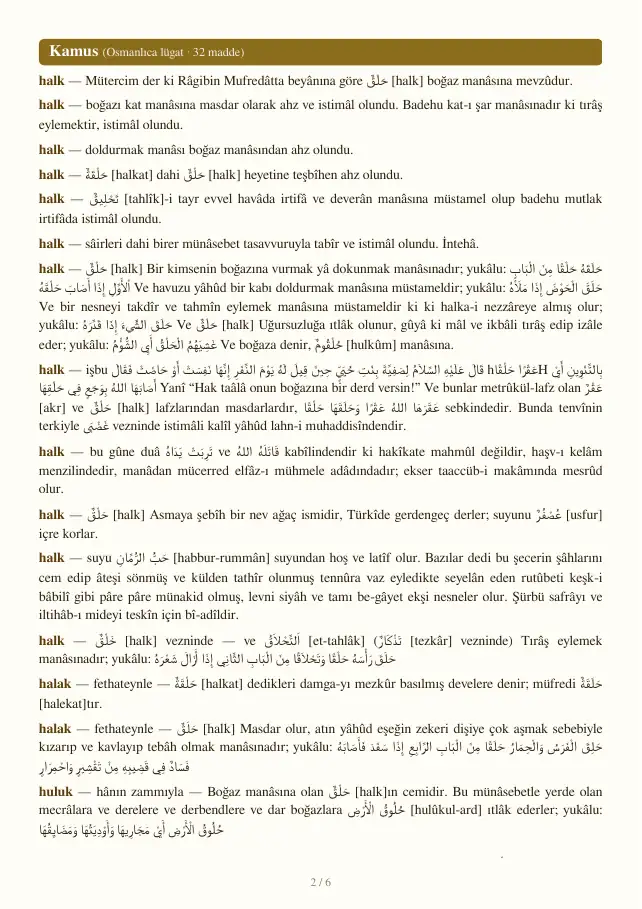 Kamus (Osmanlıca lügat · 32 madde)
halk — Mütercim der ki Râgibin Mufredâtta beyânına göre حَلْقٌ [halk] boğaz manâsına mevzûdur.
halk — boğazı kat manâsına masdar olarak ahz ve istimâl olundu. Badehu kat-ı şar manâsınadır ki tırâş
eylemektir, istimâl olundu.
halk — doldurmak manâsı boğaz manâsından ahz olundu.
halk — حَلْقَةٌ [halkat] dahi حَلْقٌ [halk] heyetine teşbîhen ahz olundu.
halk — تَحْلِيقٌ [tahlîk]-i tayr evvel havâda irtifâ ve deverân manâsına müstamel olup badehu mutlak
irtifâda istimâl olundu.
halk — sâirleri dahi birer münâsebet tasavvuruyla tabîr ve istimâl olundu. İntehâ.
halk — حَلْقٌ [halk] Bir kimsenin boğazına vurmak yâ dokunmak manâsınadır; yukâlu: حَلَقَهُ حَلْقًا مِنَ الْبَابِ
الْأَوَّلِ إِذَا أَصَابَ حَلْقَهُ Ve havuzu yâhûd bir kabı doldurmak manâsına müstameldir; yukâlu: حَلَقَ الْحَوْضَ إِذَا مَلَأَهُ
Ve bir nesneyi takdîr ve tahmîn eylemek manâsına müstameldir ki ki halka-i nezzâreye almış olur;
yukâlu: حَلَقَ الشَّيْءَ إِذَا قَدَّرَهُ Ve حَلْقٌ [halk] Uğursuzluğa ıtlâk olunur, gûyâ ki mâl ve ikbâli tırâş edip izâle
eder; yukâlu: غَشِيَهُمُ الْحَلْقُ أَيِ الشُّؤْمُ Ve boğaza denir, حُلْقُومٌ [hulkûm] manâsına.
halk — işbu قَالَ عَلَيْهِ السَّلَامُ لِصَفِيَّةَ بِنْتِ حُيَيٍّ حِينَ قِيلَ لَهُ يَوْمَ النَّفْرِ إِنَّهَا نَفِسَتْ أَوْ حَاضَتْ فَقَال hعَقْرًا حَلْقًاH بِالتَّنْوِينِ أَيْ
أَصَابَهَا اللهُ بِوَجَعٍ فِي حَلْقِهَا Yanî “Hak taâlâ onun boğazına bir derd versin!” Ve bunlar metrûkül-lafz olan عَقْرٌ
[akr] ve حَلْقٌ [halk] lafzlarından masdarlardır, عَقَرَهَا اللهُ عَقْرًا وَحَلَقَهَا حَلْقًا sebkindedir. Bunda tenvînin
terkiyle غَضْبَى vezninde istimâli kalîl yâhûd lahn-i muhaddisîndendir.
halk — bu gûne duâ تَرِبَتْ يَدَاهُ ve قَاتَلَهُ اللهُ kabîlindendir ki hakîkate mahmûl değildir, haşv-ı kelâm
menzilindedir, manâdan mücerred elfâz-ı mühmele adâdındadır; ekser taaccüb-i makâmında mesrûd
olur.
halk — حَلْقٌ [halk] Asmaya şebîh bir nev ağaç ismidir, Türkîde gerdengeç derler; suyunu عُصْفُرٌ [usfur]
içre korlar.
halk — suyu حَبُّ الرُّمَّانِ [habbur-rummân] suyundan hoş ve latîf olur. Bazılar dedi bu şecerin şâhlarını
cem edip âteşi sönmüş ve külden tathîr olunmuş tennûra vaz eyledikte seyelân eden rutûbeti keşk-i
bâbilî gibi pâre pâre münakid olmuş, levni siyâh ve tamı be-gâyet ekşi nesneler olur. Şürbü safrâyı ve
iltihâb-ı mideyi teskîn için bî-adîldir.
halk — حَلْقٌ [halk] vezninde — ve اَلتَّحْلَاقُ [et-tahlâk] (تَذْكَارٌ [tezkâr] vezninde) Tırâş eylemek
manâsınadır; yukâlu: حَلَقَ رَأْسَهُ حَلْقًا وَتَحْلَاقًا مِنَ الْبَابِ الثَّانِي إِذَا أَزَالَ شَعْرَهُ
halak — fethateynle — حَلْقَةٌ [halkat] dedikleri damga-yı mezkûr basılmış develere denir; müfredi حَلَقَةٌ
[halekat]tır.
halak — fethateynle — حَلَقٌ [halk] Masdar olur, atın yâhûd eşeğin zekeri dişiye çok aşmak sebebiyle
kızarıp ve kavlayıp tebâh olmak manâsınadır; yukâlu: حَلِقَ الْفَرَسُ وَالْحِمَارُ حَلَقًا مِنَ الْبَابِ الرَّابِعِ إِذَا سَفَدَ فَأَصَابَهُ
فَسَادٌ فِي قَضِيبِهِ مِنْ تَقَشُّرٍ وَاحْمِرَارٍ
huluk — hânın zammıyla — Boğaz manâsına olan حَلْقٌ [halk]ın cemidir. Bu münâsebetle yerde olan
mecrâlara ve derelere ve derbendlere ve dar boğazlara حُلُوقُ الْأَرْضِ [hulûkul-ard] ıtlâk ederler; yukâlu:
حُلُوقُ الْأَرْضِ أَيْ مَجَارِيهَا وَأَوْدِيَتُهَا وَمَضَايِقُهَا
2 / 6